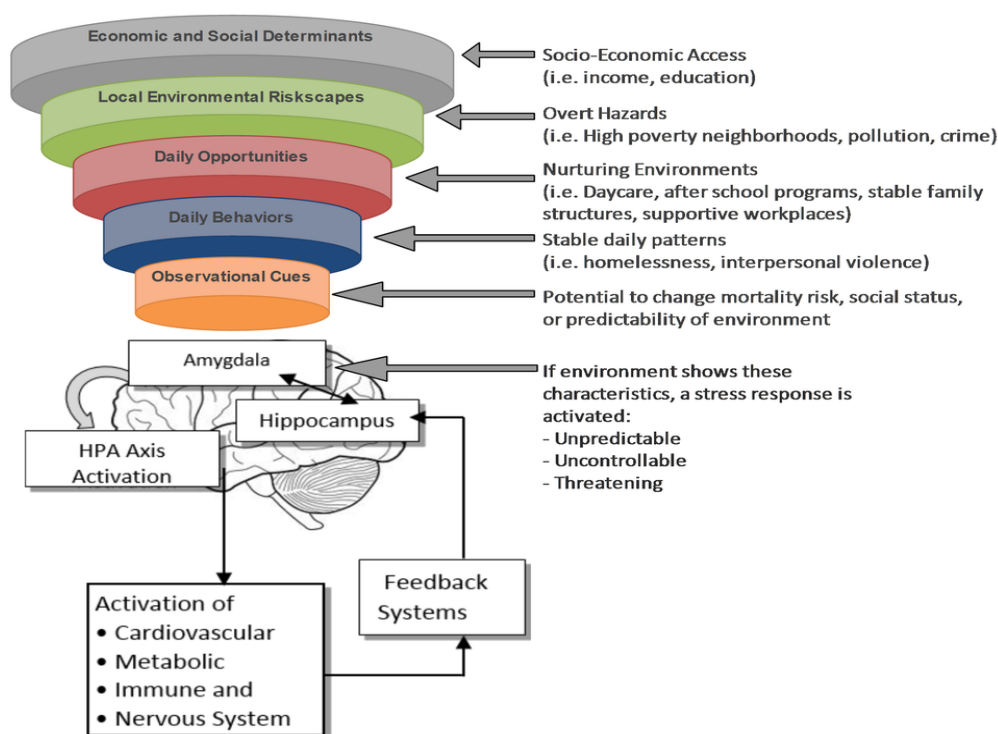 Economic and Social Determinants
Socio-Economic Access
(i.e. income, education)
Local Environmental Riskscapes
Overt Hazards
(i.e. High poverty neighborhoods, pollution, crime)
Daily Opportunities
Nurturing Environments
(i.e. Daycare, after school programs, stable family
structures, supportive workplaces)
Daily Behaviors
Stable daily patterns
(i.e. homelessness, interpersonal violence)
Observational Cues
Potential to change mortality risk, social status,
or predictability of environment
Amygdala
Hippocampus
HPA Axis
Activation
If environment shows these
characteristics, a stress response is
activated:
- Unpredictable
- Uncontrollable
- Threatening
Activation of
• Cardiovascular
• Metabolic
• Immune and
• Nervous System
Feedback
Systems